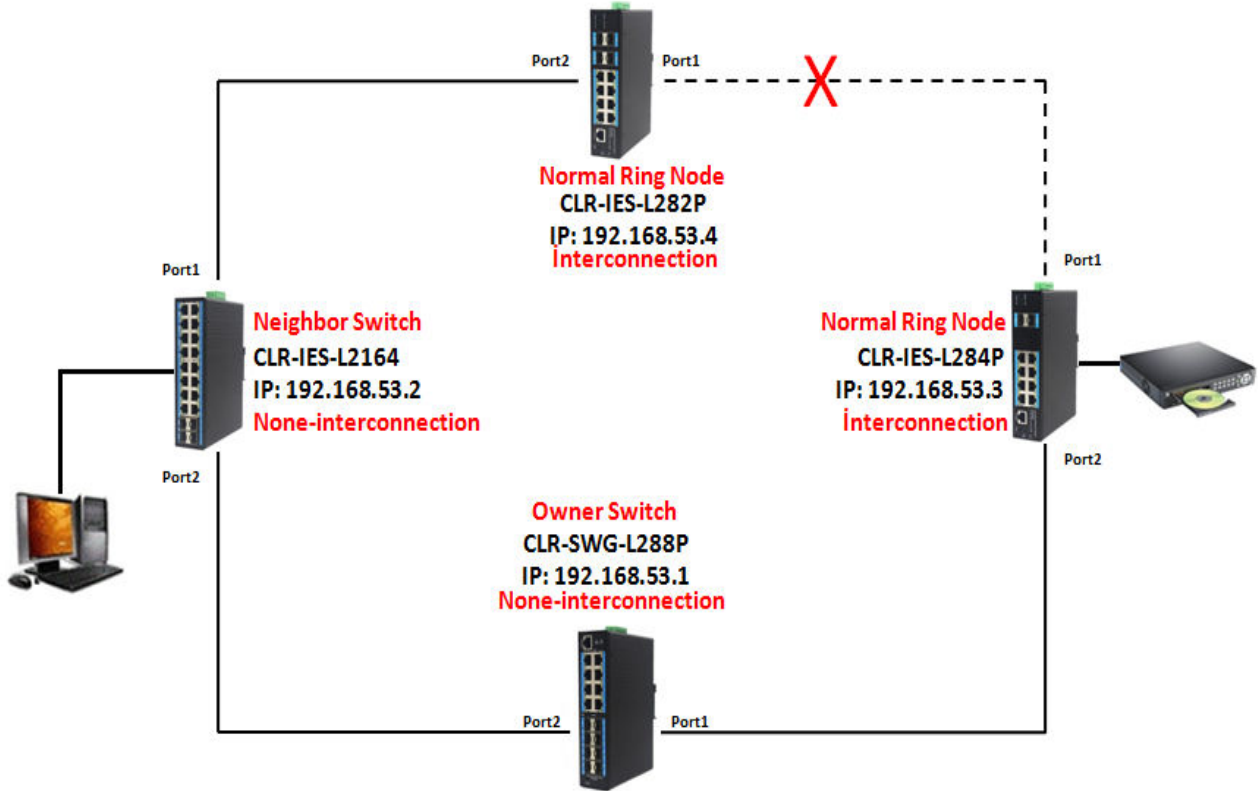 Port2
Port1
X
Normal Ring Node
CLR-IES-L282P
IP: 192.168.53.4
İnterconnection
Port1
Port1
Neighbor Switch
CLR-IES-L2164
IP: 192.168.53.2
None-interconnection
Normal Ring Node
CLR-IES-L284P
IP: 192.168.53.3
İnterconnection
Port2
Port2
Owner Switch
CLR-SWG-L288P
IP: 192.168.53.1
None-interconnection
Port2
Port1